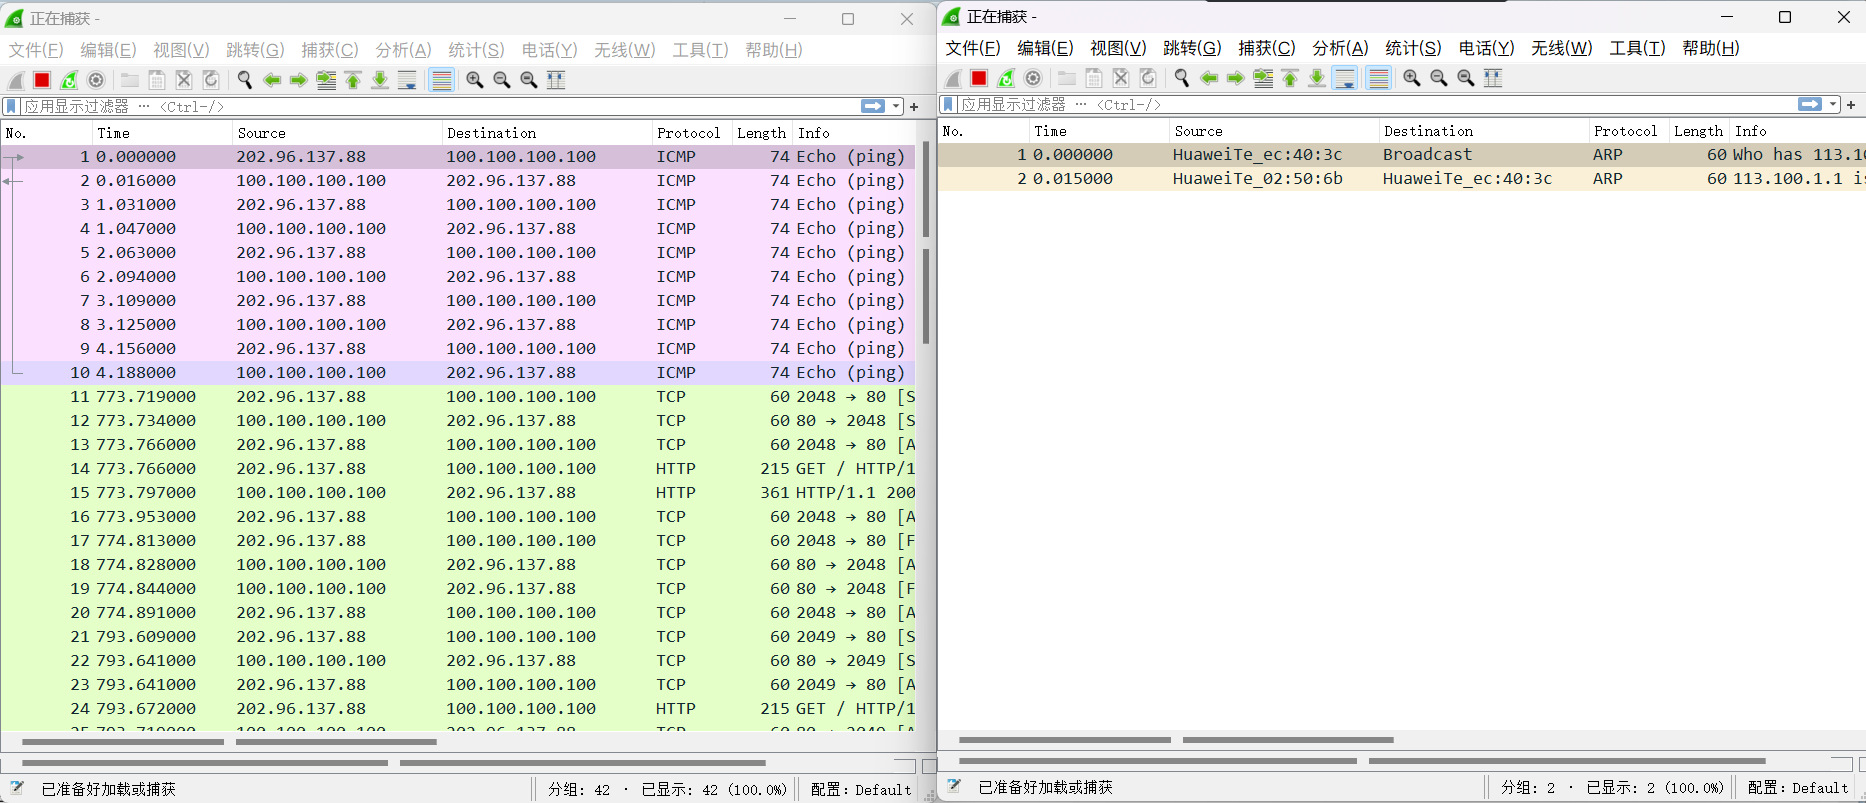 正在捕获 -
文件(F) 编辑(E) 视图(V) 跳转(G) 捕获(C) 分析(A) 统计(S) 电话(Y) 无线(W) 工具(T) 帮助(H)
应用显示过滤器 … <Ctrl-/>
No. Time Source Destination Protocol Length Info
1 0.000000 202.96.137.88 100.100.100.100 ICMP 74 Echo (ping)
2 0.016000 100.100.100.100 202.96.137.88 ICMP 74 Echo (ping)
3 1.031000 202.96.137.88 100.100.100.100 ICMP 74 Echo (ping)
4 1.047000 100.100.100.100 202.96.137.88 ICMP 74 Echo (ping)
5 2.063000 202.96.137.88 100.100.100.100 ICMP 74 Echo (ping)
6 2.094000 100.100.100.100 202.96.137.88 ICMP 74 Echo (ping)
7 3.109000 202.96.137.88 100.100.100.100 ICMP 74 Echo (ping)
8 3.125000 100.100.100.100 202.96.137.88 ICMP 74 Echo (ping)
9 4.156000 202.96.137.88 100.100.100.100 ICMP 74 Echo (ping)
10 4.188000 100.100.100.100 202.96.137.88 ICMP 74 Echo (ping)
11 773.719000 202.96.137.88 100.100.100.100 TCP 60 2048 → 80 [S
12 773.734000 100.100.100.100 202.96.137.88 TCP 60 80 → 2048 [S
13 773.766000 202.96.137.88 100.100.100.100 TCP 60 2048 → 80 [A
14 773.766000 202.96.137.88 100.100.100.100 HTTP 215 GET / HTTP/1
15 773.797000 100.100.100.100 202.96.137.88 HTTP 361 HTTP/1.1 200
16 773.953000 202.96.137.88 100.100.100.100 TCP 60 2048 → 80 [A
17 774.813000 202.96.137.88 100.100.100.100 TCP 60 2048 → 80 [F
18 774.828000 100.100.100.100 202.96.137.88 TCP 60 80 → 2048 [A
19 774.844000 100.100.100.100 202.96.137.88 TCP 60 80 → 2048 [F
20 774.891000 202.96.137.88 100.100.100.100 TCP 60 2048 → 80 [A
21 793.609000 202.96.137.88 100.100.100.100 TCP 60 2049 → 80 [S
22 793.641000 100.100.100.100 202.96.137.88 TCP 60 80 → 2049 [S
23 793.641000 202.96.137.88 100.100.100.100 TCP 60 2049 → 80 [A
24 793.672000 202.96.137.88 100.100.100.100 HTTP 215 GET / HTTP/1
已准备好加载或捕获 分组: 42 · 已显示: 42 (100.0%) 配置: Default
正在捕获 -
文件(F) 编辑(E) 视图(V) 跳转(G) 捕获(C) 分析(A) 统计(S) 电话(Y) 无线(W) 工具(T) 帮助(H)
应用显示过滤器 … <Ctrl-/>
No. Time Source Destination Protocol Length Info
1 0.000000 HuaweiTe_ec:40:3c Broadcast ARP 60 Who has 113.10
2 0.015000 HuaweiTe_02:50:6b HuaweiTe_ec:40:3c ARP 60 113.100.1.1 is
已准备好加载或捕获 分组: 2 · 已显示: 2 (100.0%) 配置: Default